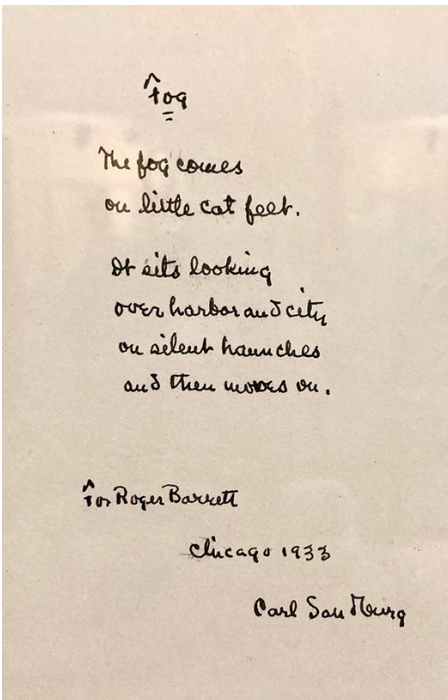 Fog
The fog comes
on little cat feet.
It sits looking
over harbor and city
on silent haunches
and then moves on.
For Roger Barrett
Chicago 1933
Carl Sandburg